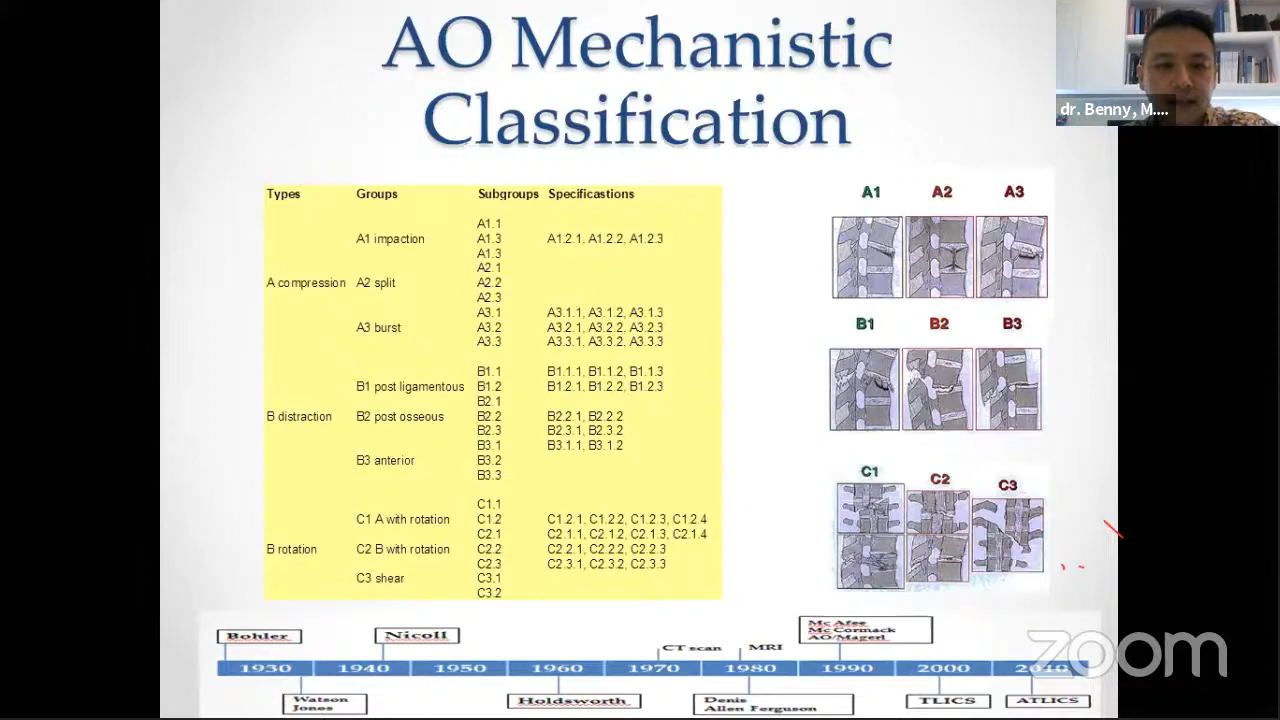 AO Mechanistic
Classification
dr. Benny, M....
Types Groups Subgroups Specificastions
A1.1
A1 impaction A1.3 A1.2.1, A1.2.2, A1.2.3
A1.3
A2.1
A compression A2 split A2.2
A2.3
A3.1 A3.1.1, A3.1.2, A3.1.3
A3 burst A3.2 A3.2.1, A3.2.2, A3.2.3
A3.3 A3.3.1, A3.3.2, A3.3.3
B1.1 B1.1.1, B1.1.2, B1.1.3
B1 post ligamentous B1.2 B1.2.1, B1.2.2, B1.2.3
B2.1
B distraction B2 post osseous B2.2 B2.2.1, B2.2.2
B2.3 B2.3.1, B2.3.2
B3.1 B3.1.1, B3.1.2
B3 anterior B3.2
B3.3
C1.1
C1 A with rotation C1.2 C1.2.1, C1.2.2, C1.2.3, C1.2.4
C2.1 C2.1.1, C2.1.2, C2.1.3, C2.1.4
B rotation C2 B with rotation C2.2 C2.2.1, C2.2.2, C2.2.3
C2.3 C2.3.1, C2.3.2, C2.3.3
C3 shear C3.1
C3.2
A1 A2 A3
B1 B2 B3
C1 C2 C3
Bohler Nicoll CT scan MRI
Mc Afee
Mc Cormack
AO/Magerl
1930 1940 1950 1960 1970 1980 1990 2000 2010
Watson
Jones
Holdsworth
Denis
Allen Ferguson
TLICS ATLICS
zoom